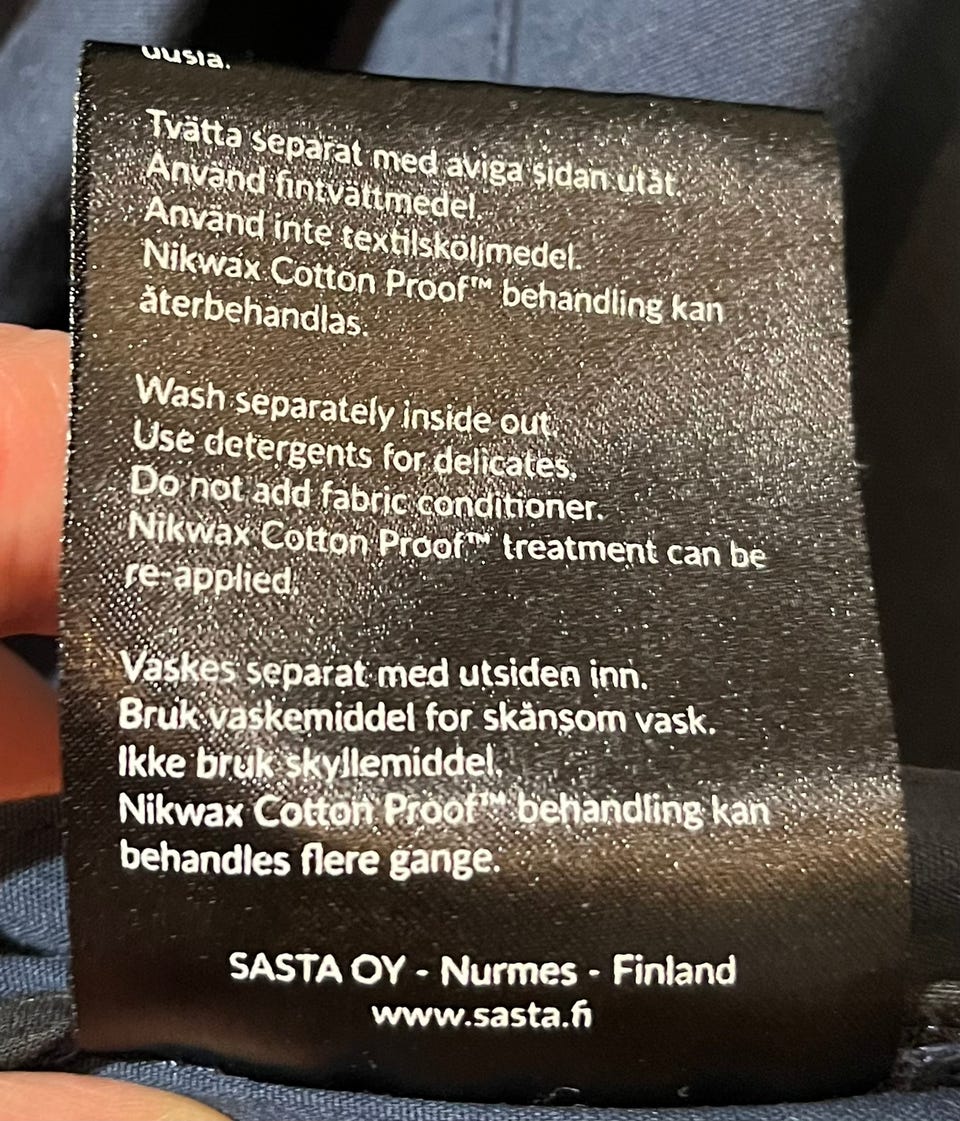 uusia.
Tvätta separat med aviga sidan utåt.
Använd fintvättmedel.
Använd inte textilsköljmedel.
Nikwax Cotton Proof™ behandling kan
återbehandlas.
Wash separately inside out.
Use detergents for delicates.
Do not add fabric conditioner.
Nikwax Cotton Proof™ treatment can be
re-applied.
Vaskes separat med utsiden inn.
Bruk vaskemiddel for skånsom vask.
Ikke bruk skyllemiddel.
Nikwax Cotton Proof™ behandling kan
behandles flere gange.
SASTA OY - Nurmes - Finland
www.sasta.fi